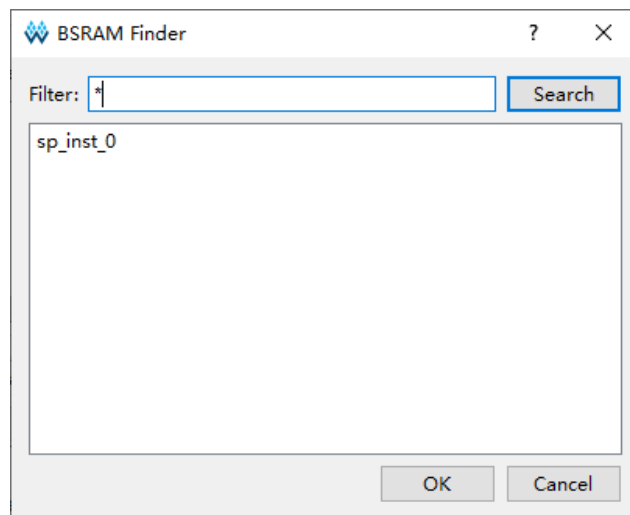 BSRAM Finder
Filter: *
Search
sp_inst_0
OK
Cancel